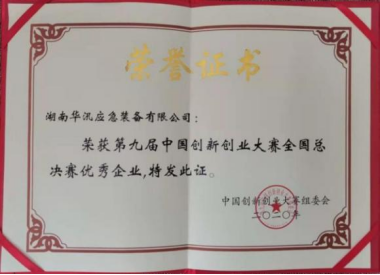 荣誉证书
湖南华汛应急装备有限公司：
荣获第九届中国创新创业大赛全国总
决赛优秀企业，特发此证。
中国创新创业大赛组委会
二〇二〇年